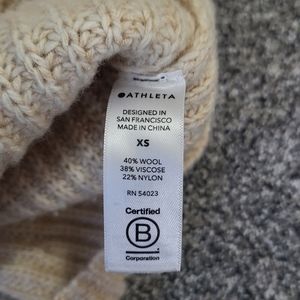 ATHLETA
DESIGNED IN
SAN FRANCISCO
MADE IN CHINA
XS
40% WOOL
38% VISCOSE
22% NYLON
RN 54023
Certified
B
Corporation